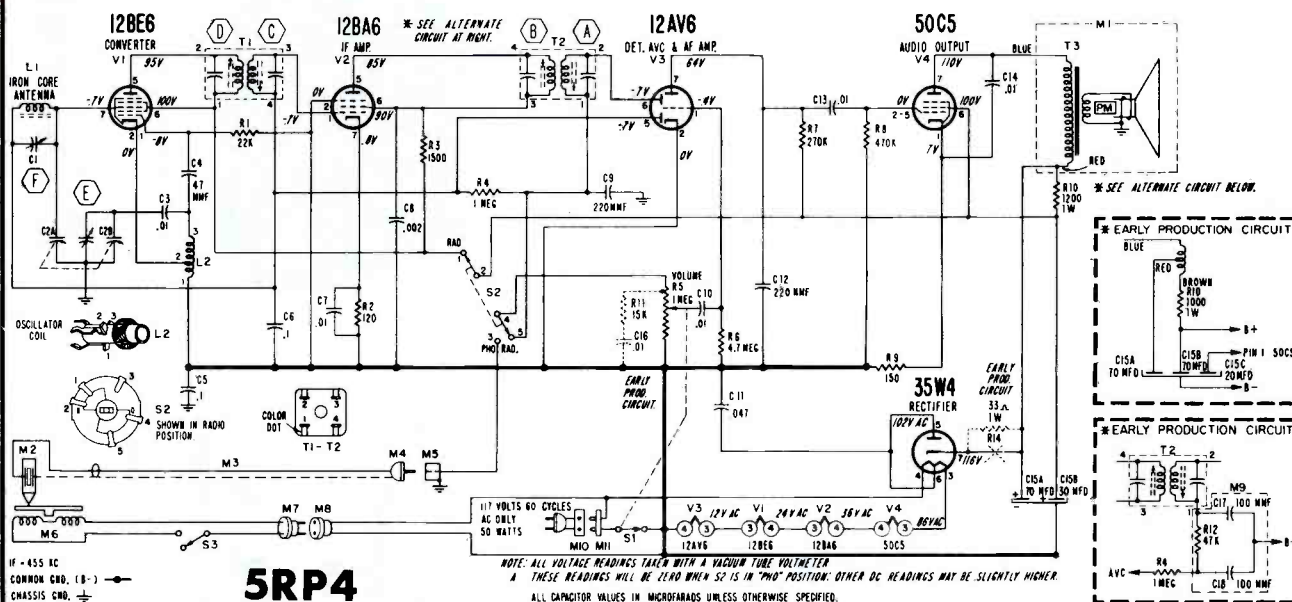 12BE6
CONVERTER
V1
95V
L1
IRON CORE
ANTENNA
-7V
100V
-8V
0V
C1
F
E
C2A
C2B
C3
.01
C4
47
MMF
L2
R1
22K
D
T1
C
-7V
0V
12BA6
IF AMP.
V2
85V
90V
.8V
* SEE ALTERNATE
CIRCUIT AT RIGHT.
R3
1500
C8
.002
B
T2
A
R4
1 MEG
C9
220MMF
12AV6
DET. AVC & AF AMP.
V3
64V
-7V
-.4V
-.7V
0V
C13
.01
R7
270K
R8
470K
50C5
AUDIO OUTPUT
V4
110V
0V
100V
7V
C14
.01
BLUE
M1
T3
PM
RED
R10
1200
1W
* SEE ALTERNATE CIRCUIT BELOW.
* EARLY PRODUCTION CIRCUIT
BLUE
RED
BROWN
R10
1000
1W
B+
PIN 1 50C5
C15A
70 MFD
C15B
70 MFD
C15C
20MFD
B-
RAD
S2
PHO
RAD.
VOLUME
R5
1 MEG
R11
15K
C16
.01
C10
.01
R6
4.7 MEG
C12
220 MMF
C7
.01
R2
120
C6
.1
C5
.1
OSCILLATOR
COIL
L2
S2
SHOWN IN RADIO
POSITION
COLOR
DOT
T1-T2
EARLY
PROD.
CIRCUIT
C11
.047
R9
150
35W4
RECTIFIER
102V AC
116V
EARLY
PROD.
CIRCUIT
33Ω
1W
R14
C15A
70 MFD
C15B
30 MFD
* EARLY PRODUCTION CIRCUIT
T2
M9
C17 100 MMF
R12
47K
AVC
R4
1MEG
C18 100 MMF
B-
M2
M3
M4
M5
M6
S3
M7
M8
117 VOLTS 60 CYCLES
AC ONLY
50 WATTS
M10
M11
S1
V3
12V AC
V1
24V AC
V2
36V AC
V4
86VAC
12AV6
12BE6
12BA6
50C5
IF - 455 KC
COMMON GND. (B-)
CHASSIS GND.
5RP4
NOTE: ALL VOLTAGE READINGS TAKEN WITH A VACUUM TUBE VOLTMETER
A THESE READINGS WILL BE ZERO WHEN S2 IS IN "PHO" POSITION. OTHER DC READINGS MAY BE SLIGHTLY HIGHER.
ALL CAPACITOR VALUES IN MICROFARADS UNLESS OTHERWISE SPECIFIED.